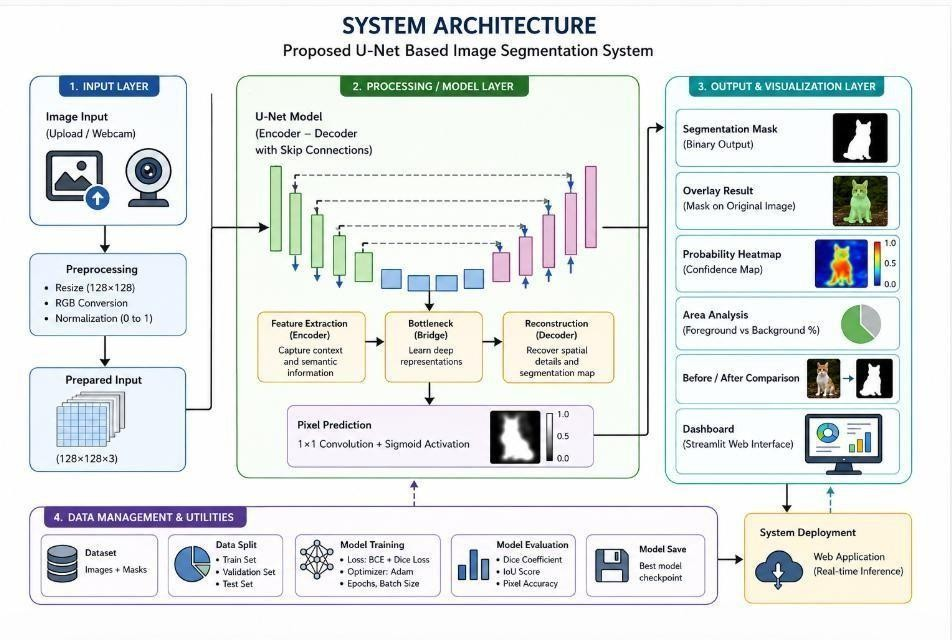 SYSTEM ARCHITECTURE
Proposed U-Net Based Image Segmentation System
1. INPUT LAYER
Image Input
(Upload / Webcam)
Preprocessing
• Resize (128×128)
• RGB Conversion
• Normalization (0 to 1)
Prepared Input
(128×128×3)
2. PROCESSING / MODEL LAYER
U-Net Model
(Encoder – Decoder
with Skip Connections)
Feature Extraction
(Encoder)
Capture context
and semantic
information
Bottleneck
(Bridge)
Learn deep
representations
Reconstruction
(Decoder)
Recover spatial
details and
segmentation map
Pixel Prediction
1×1 Convolution + Sigmoid Activation
1.0
0.5
0.0
3. OUTPUT & VISUALIZATION LAYER
Segmentation Mask
(Binary Output)
Overlay Result
(Mask on Original Image)
Probability Heatmap
(Confidence Map)
1.0
0.5
0.0
Area Analysis
(Foreground vs Background %)
Before / After Comparison
Dashboard
(Streamlit Web Interface)
4. DATA MANAGEMENT & UTILITIES
Dataset
Images + Masks
Data Split
• Train Set
• Validation Set
• Test Set
Model Training
• Loss: BCE + Dice Loss
• Optimizer: Adam
• Epochs, Batch Size
Model Evaluation
• Dice Coefficient
• IoU Score
• Pixel Accuracy
Model Save
Best model
checkpoint
System Deployment
Web Application
(Real-time Inference)